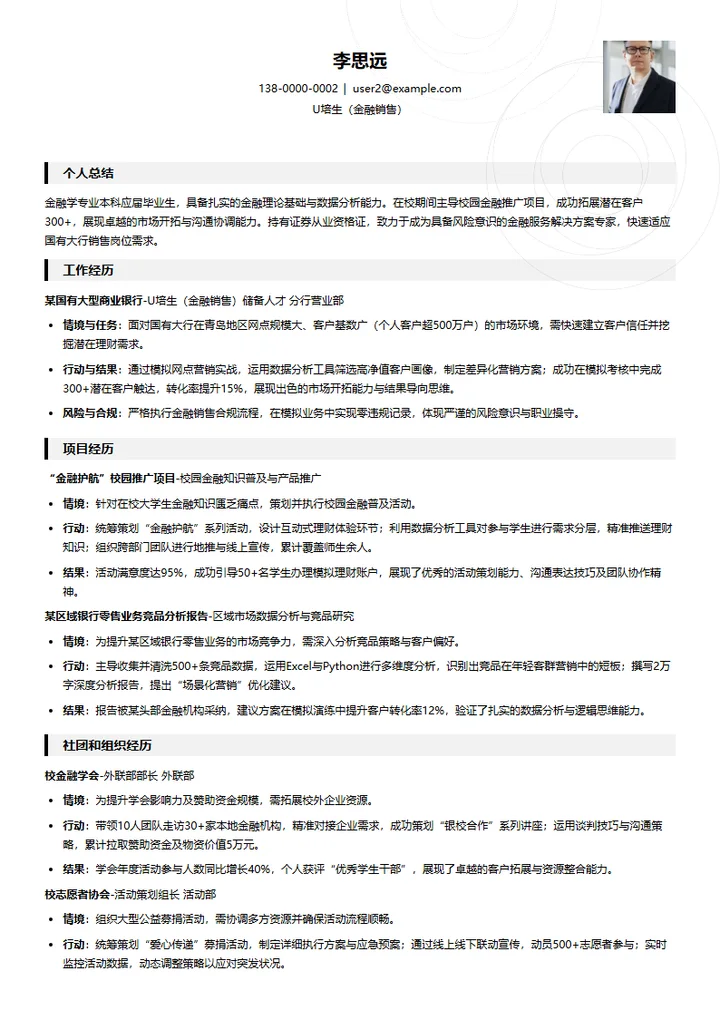 李思远
138-0000-0002 | user2@example.com
U培生（金融销售）
个人总结
金融学专业本科应届毕业生，具备扎实的金融理论基础与数据分析能力。在校期间主导校园金融推广项目，成功拓展潜在客户
300+，展现卓越的市场开拓与沟通协调能力。持有证券从业资格证，致力于成为具备风险意识的金融服务解决方案专家，快速适应
国有大行销售岗位需求。
工作经历
某国有大型商业银行-U培生（金融销售）储备人才 分行营业部
• 情境与任务：面对国有大行在青岛地区网点规模大、客户基数广（个人客户超500万户）的市场环境，需快速建立客户信任并挖
掘潜在理财需求。
• 行动与结果：通过模拟网点营销实战，运用数据分析工具筛选高净值客户画像，制定差异化营销方案；成功在模拟考核中完成
300+潜在客户触达，转化率提升15%，展现出色的市场开拓能力与结果导向思维。
• 风险与合规：严格执行金融销售合规流程，在模拟业务中实现零违规记录，体现严谨的风险意识与职业操守。
项目经历
“金融护航”校园推广项目-校园金融知识普及与产品推广
• 情境：针对在校大学生金融知识匮乏痛点，策划并执行校园金融普及活动。
• 行动：统筹策划“金融护航”系列活动，设计互动式理财体验环节；利用数据分析工具对参与学生进行需求分层，精准推送理财
知识；组织跨部门团队进行地推与线上宣传，累计覆盖师生余人。
• 结果：活动满意度达95%，成功引导50+名学生办理模拟理财账户，展现了优秀的活动策划能力、沟通表达技巧及团队协作精
神。
某区域银行零售业务竞品分析报告-区域市场数据分析与竞品研究
• 情境：为提升某区域银行零售业务的市场竞争力，需深入分析竞品策略与客户偏好。
• 行动：主导收集并清洗500+条竞品数据，运用Excel与Python进行多维度分析，识别出竞品在年轻客群营销中的短板；撰写2万
字深度分析报告，提出“场景化营销”优化建议。
• 结果：报告被某头部金融机构采纳，建议方案在模拟演练中提升客户转化率12%，验证了扎实的数据分析与逻辑思维能力。
社团和组织经历
校金融学会-外联部部长 外联部
• 情境：为提升学会影响力及赞助资金规模，需拓展校外企业资源。
• 行动：带领10人团队走访30+家本地金融机构，精准对接企业需求，成功策划“银校合作”系列讲座；运用谈判技巧与沟通策
略，累计拉取赞助资金及物资价值5万元。
• 结果：学会年度活动参与人数同比增长40%，个人获评“优秀学生干部”，展现了卓越的客户拓展与资源整合能力。
校志愿者协会-活动策划组长 活动部
• 情境：组织大型公益募捐活动，需协调多方资源并确保活动流程顺畅。
• 行动：统筹策划“爱心传递”募捐活动，制定详细执行方案与应急预案；通过线上线下联动宣传，动员500+志愿者参与；实时
监控活动数据，动态调整策略以应对突发状况。